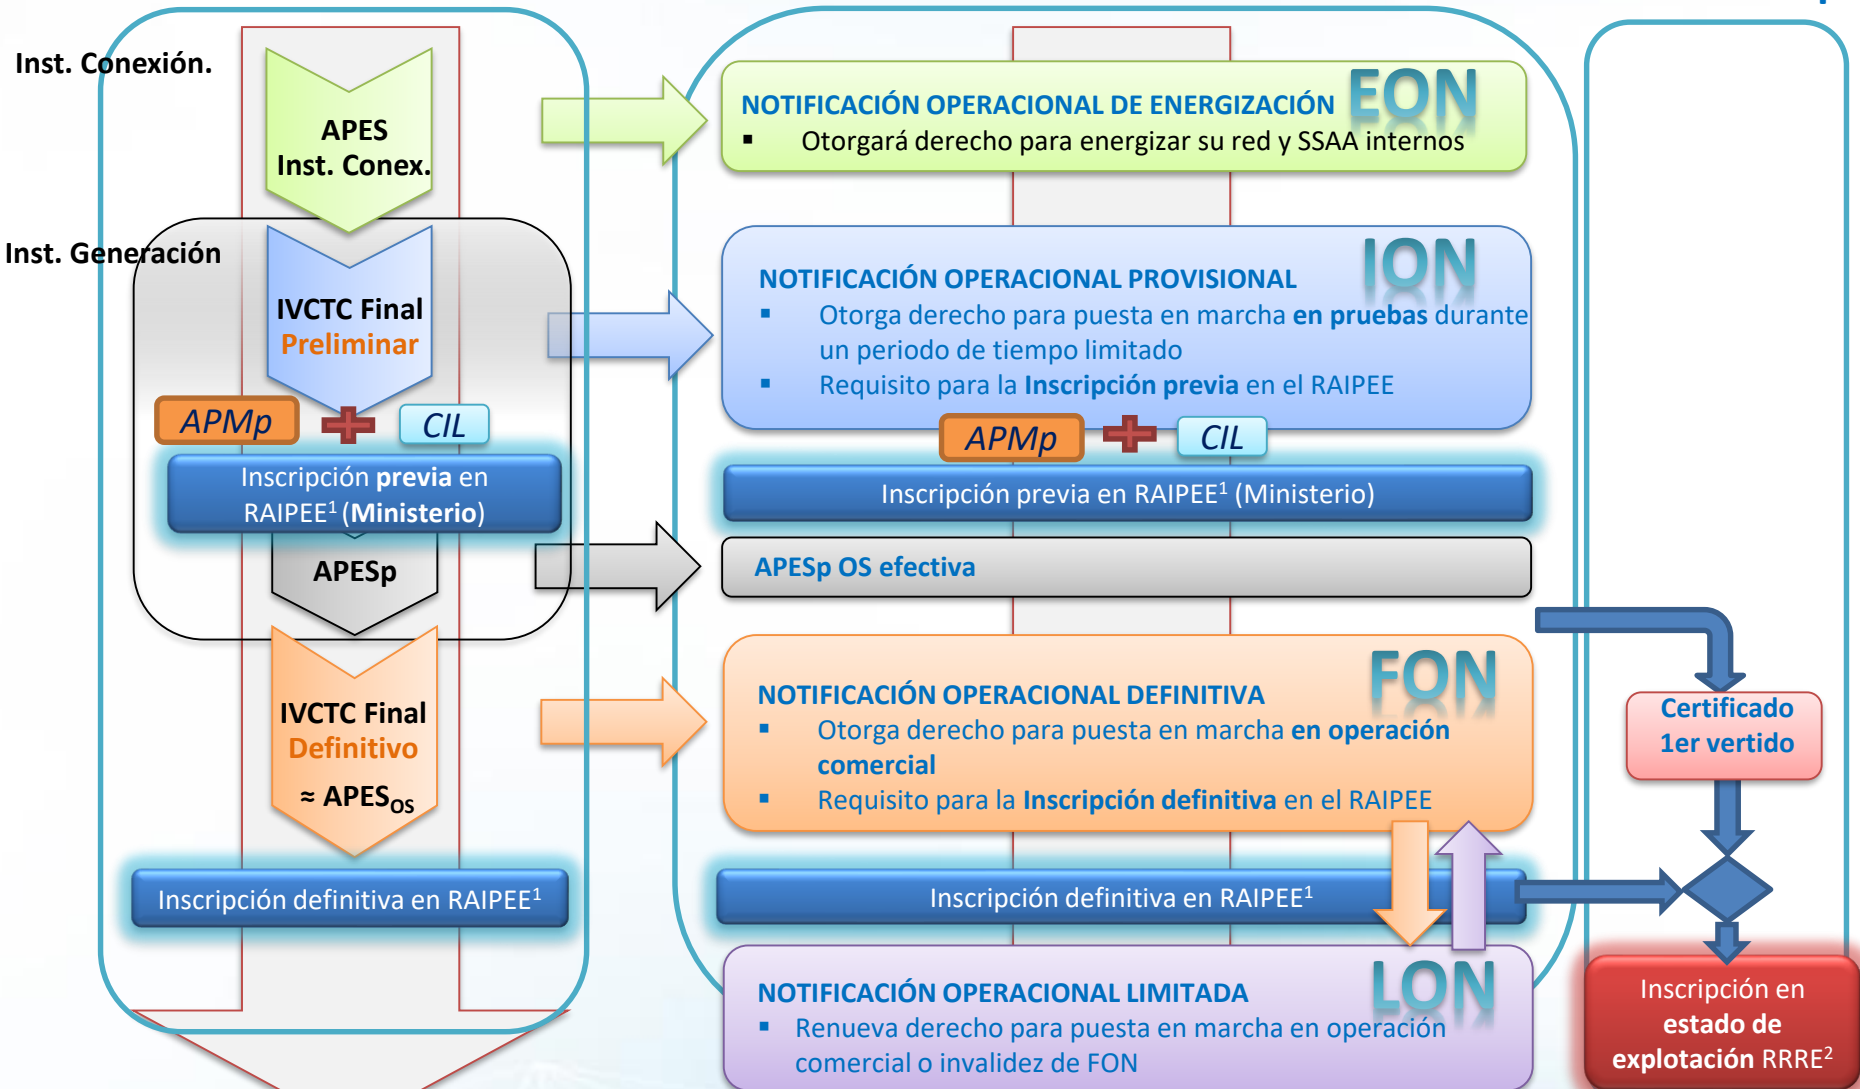 Inst. Conexión.
APES
Inst. Conex.
Inst. Generación
IVCTC Final
Preliminar
APMp
CIL
Inscripción previa en
RAIPEE¹ (Ministerio)
APESp
IVCTC Final
Definitivo
≈ APESOS
Inscripción definitiva en RAIPEE¹
EON
NOTIFICACIÓN OPERACIONAL DE ENERGIZACIÓN
▪ Otorgará derecho para energizar su red y SSAA internos
ION
NOTIFICACIÓN OPERACIONAL PROVISIONAL
▪ Otorga derecho para puesta en marcha en pruebas durante
un periodo de tiempo limitado
▪ Requisito para la Inscripción previa en el RAIPEE
APMp
CIL
Inscripción previa en RAIPEE¹ (Ministerio)
APESp OS efectiva
FON
NOTIFICACIÓN OPERACIONAL DEFINITIVA
▪ Otorga derecho para puesta en marcha en operación
comercial
▪ Requisito para la Inscripción definitiva en el RAIPEE
Inscripción definitiva en RAIPEE¹
LON
NOTIFICACIÓN OPERACIONAL LIMITADA
▪ Renueva derecho para puesta en marcha en operación
comercial o invalidez de FON
Certificado
1er vertido
Inscripción en
estado de
explotación RRRE²